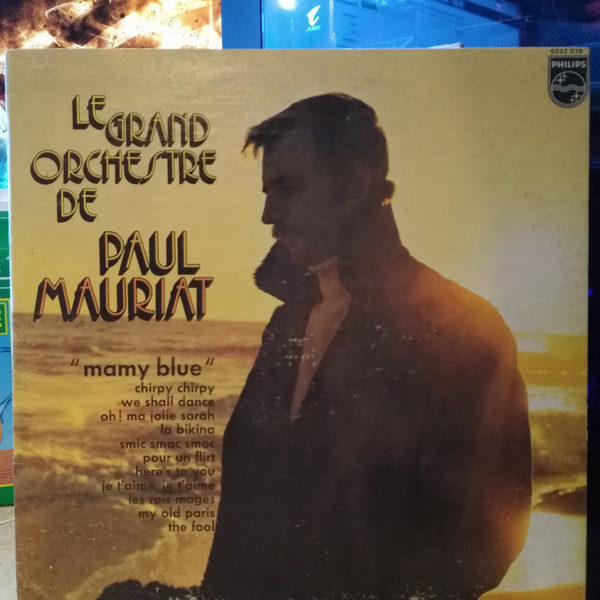 6332 016
PHILIPS
LE
GRAND
ORCHESTRE
DE
PAUL
MAURIAT
"mamy blue"
chirpy chirpy
we shall dance
oh! ma jolie sarah
la bikina
smic smac smoc
pour un flirt
here's to you
je t'aime, je t'aime
les rois mages
my old paris
the fool